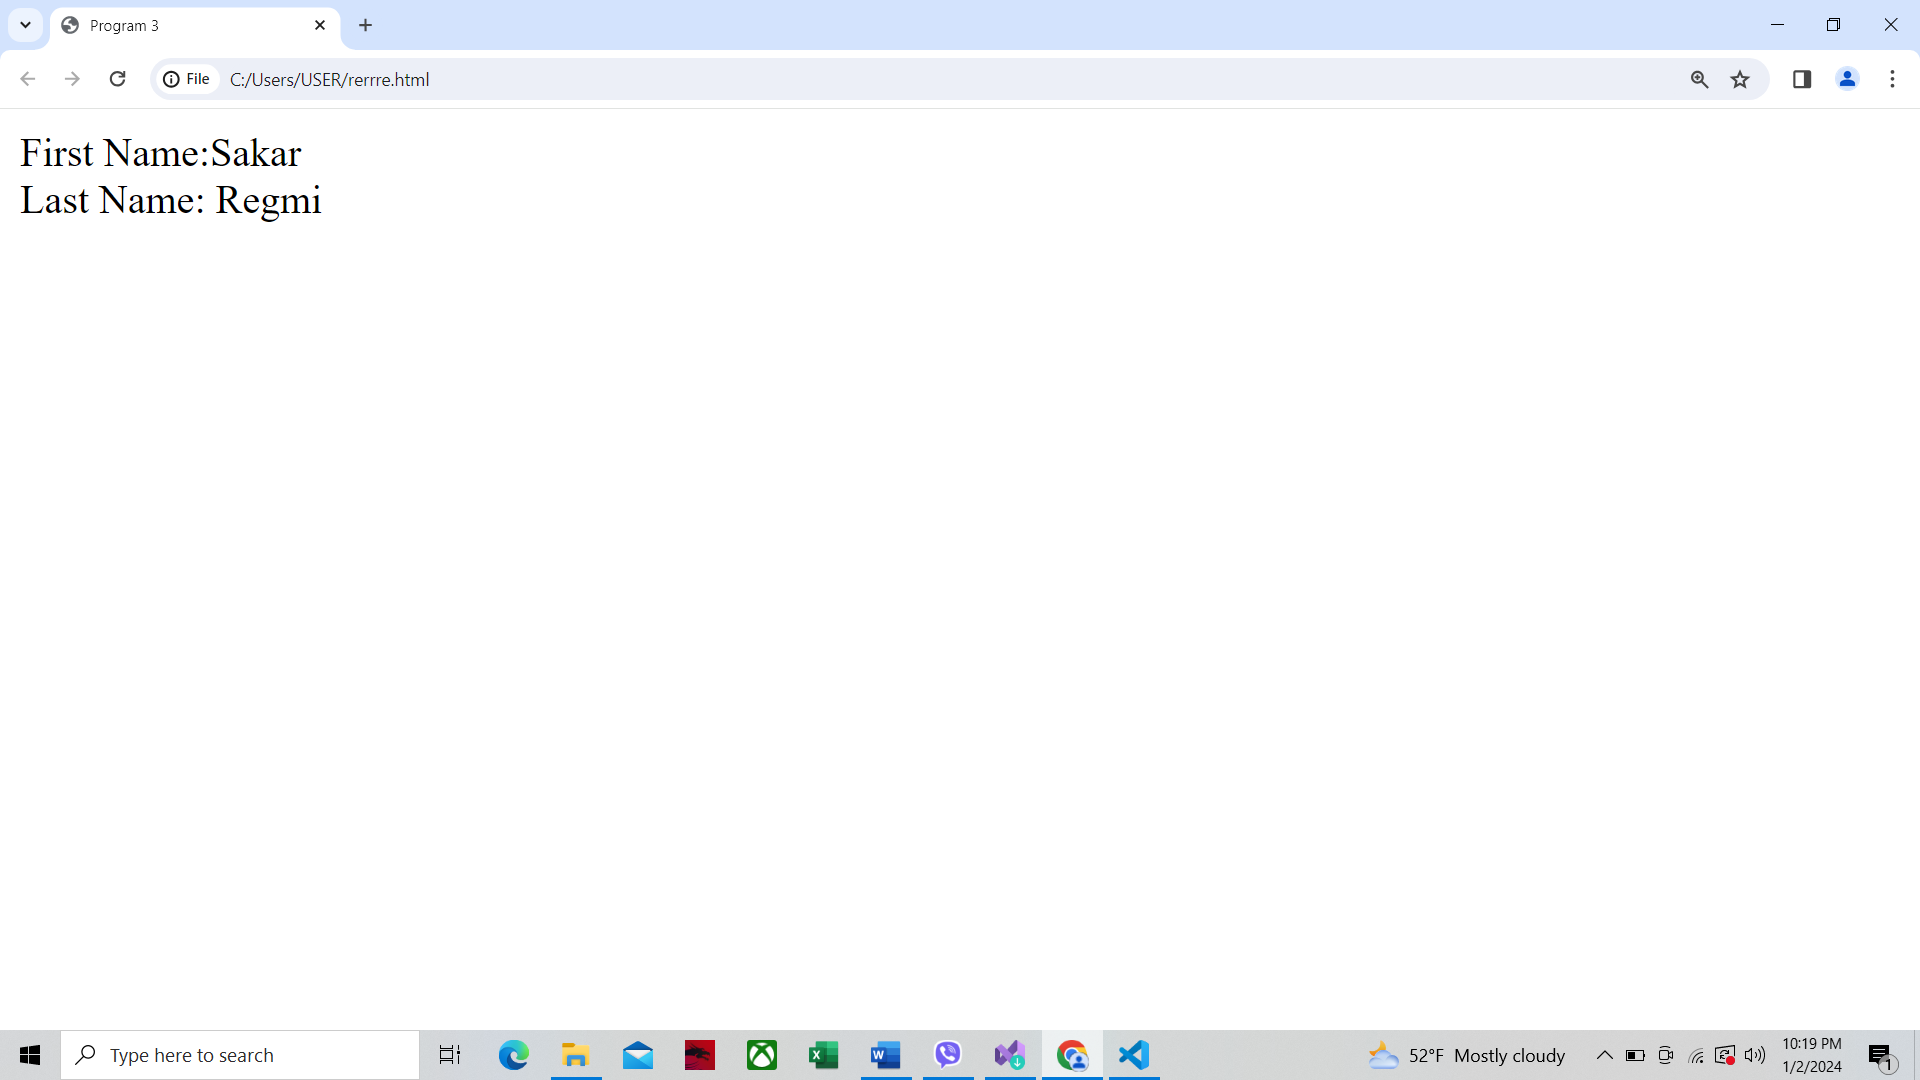 Program 3
File C:/Users/USER/rerrre.html
First Name:Sakar
Last Name: Regmi
Type here to search
52°F Mostly cloudy
10:19 PM
1/2/2024
1